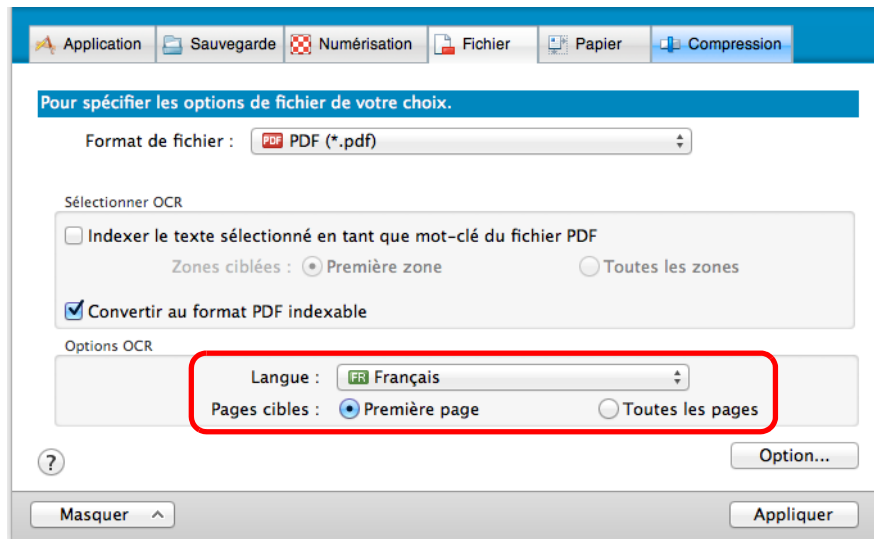 Application Sauvegarde Numérisation Fichier Papier Compression
Pour spécifier les options de fichier de votre choix.
Format de fichier : PDF PDF (*.pdf)
Sélectionner OCR
Indexer le texte sélectionné en tant que mot-clé du fichier PDF
Zones ciblées : Première zone Toutes les zones
Convertir au format PDF indexable
Options OCR
Langue : FR Français
Pages cibles : Première page Toutes les pages
?
Option...
Masquer Appliquer